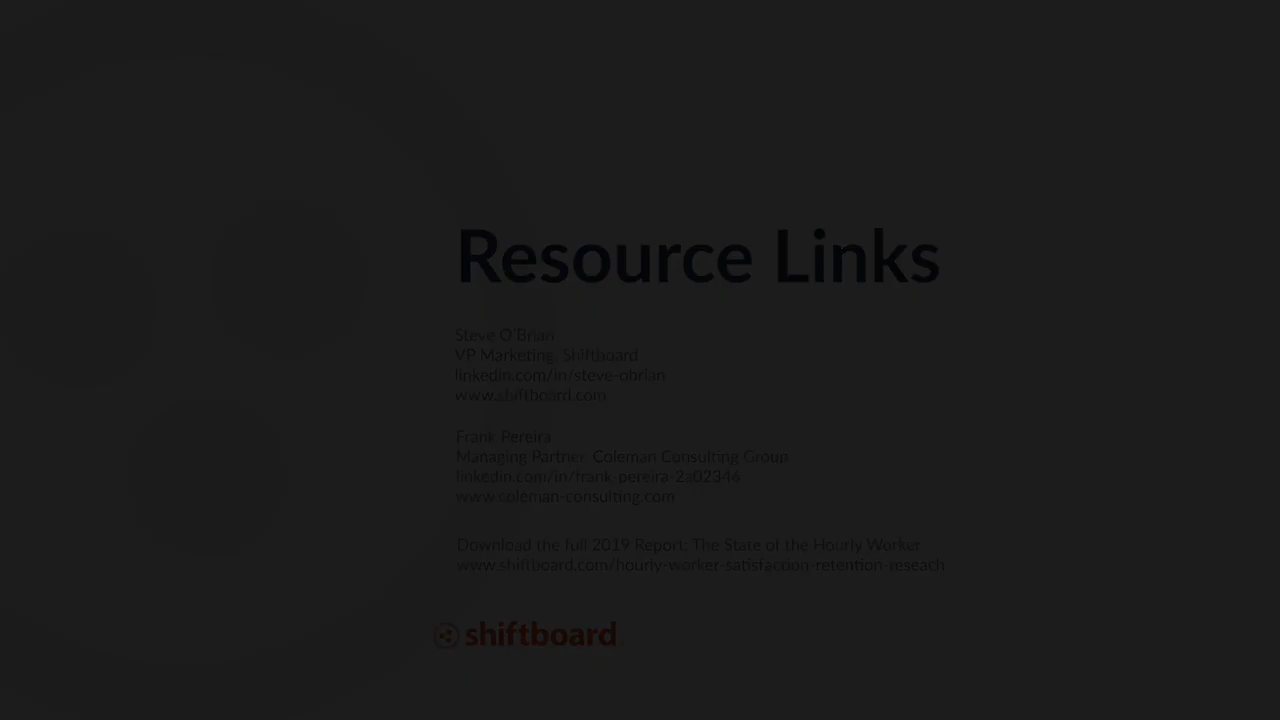 Resource Links
Steve O'Brian
VP Marketing, Shiftboard
linkedin.com/in/steve-obrian
www.shiftboard.com
Frank Pereira
Managing Partner, Coleman Consulting Group
linkedin.com/in/frank-pereira-2a02346
www.coleman-consulting.com
Download the full 2019 Report: The State of the Hourly Worker
www.shiftboard.com/hourly-worker-satisfaction-retention-reseach
shiftboard